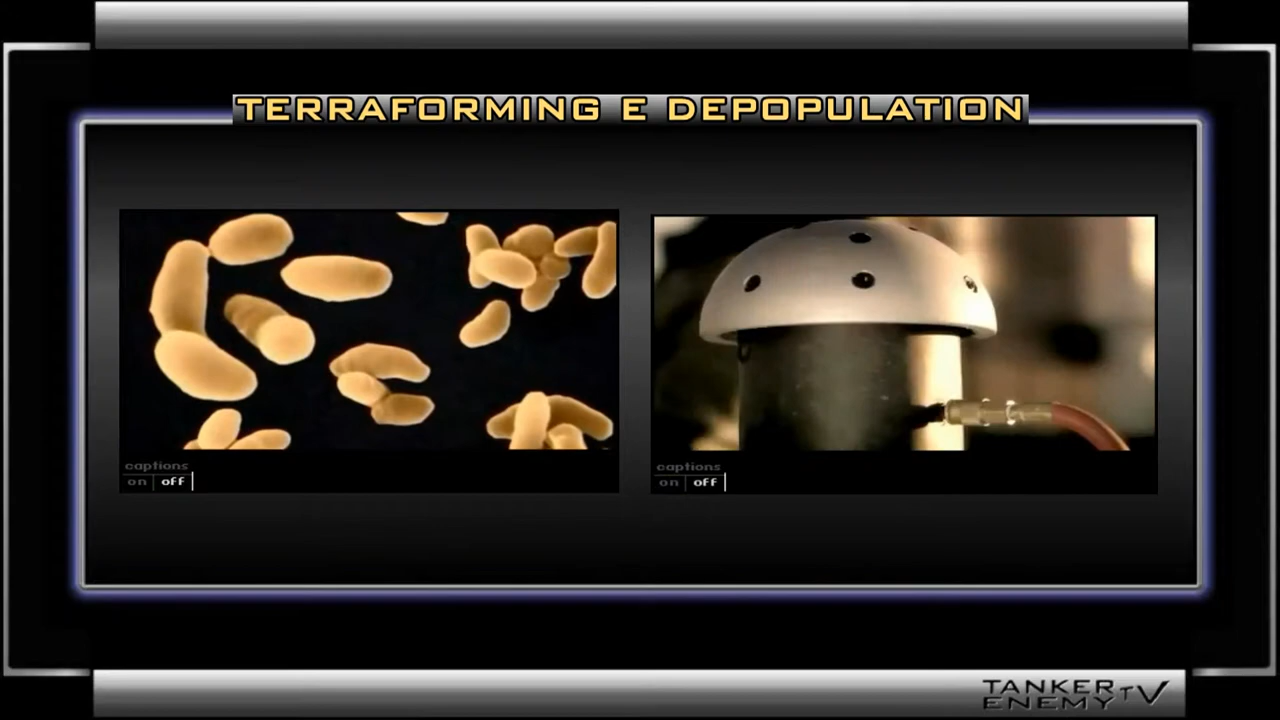 TERRAFORMING E DEPOPULATION
captions
on off
captions
on off
TANKER
ENEMY TV